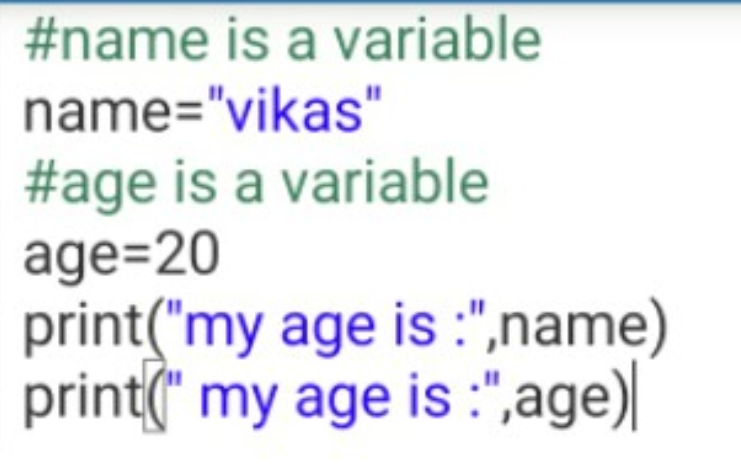 #name is a variable
name="vikas"
#age is a variable
age=20
print("my age is :",name)
print(" my age is :",age)